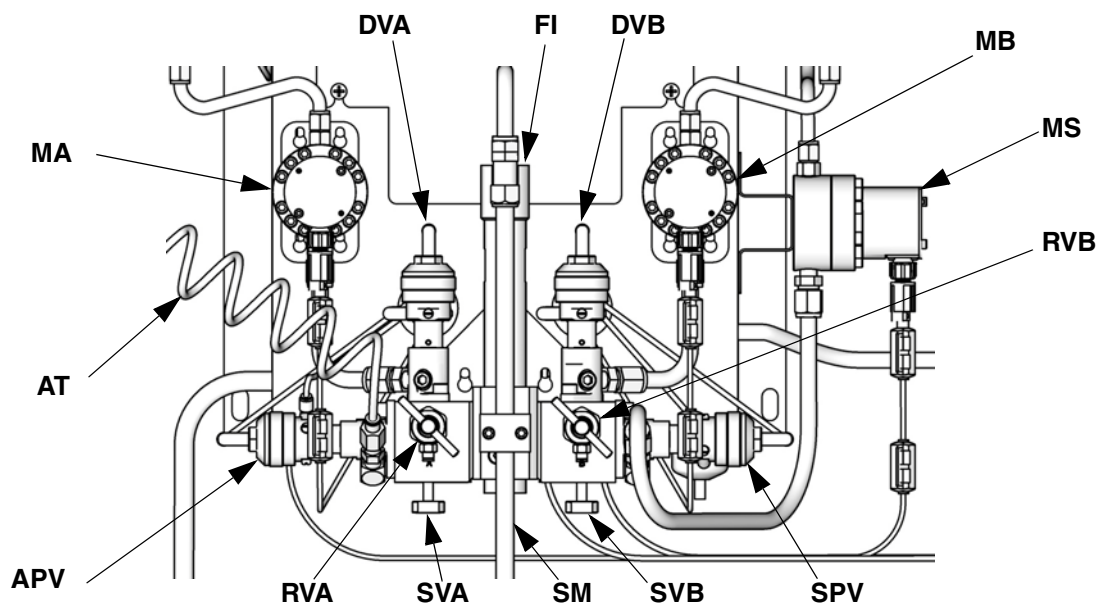 DVA FI DVB
MB
MA MS
RVB
AT
APV RVA SVA SM SVB SPV